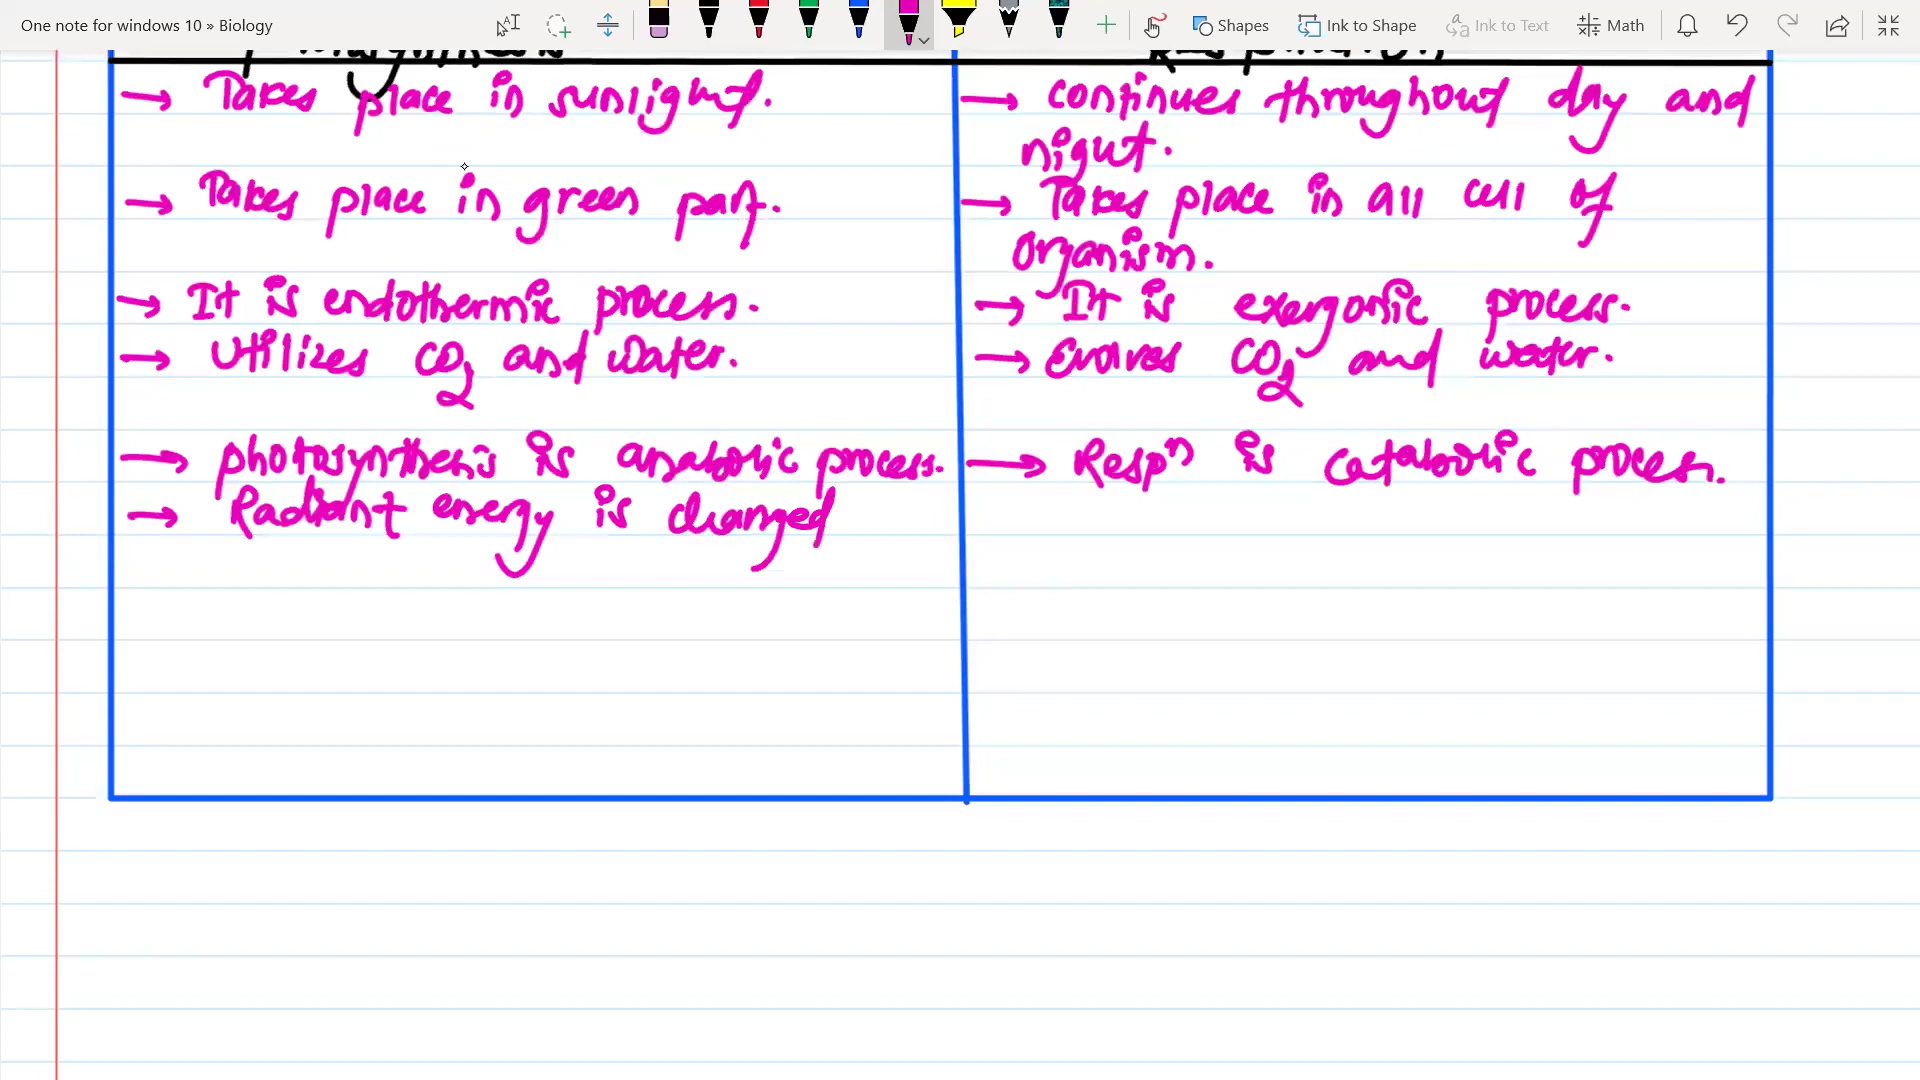 One note for windows 10 » Biology
Shapes
Ink to Shape
Ink to Text
Math
→ Takes place in sunlight.
→ Takes place in green part.
→ It is endothermic process.
→ Utilizes CO2 and water.
→ photosynthesis is anabolic process.
→ Radiant energy is changed
Respiration
→ continues throughout day and
night.
→ Takes place in all cell of
organism.
→ It is exergonic process.
→ Evolves CO2 and water.
→ Respn is catabolic process.